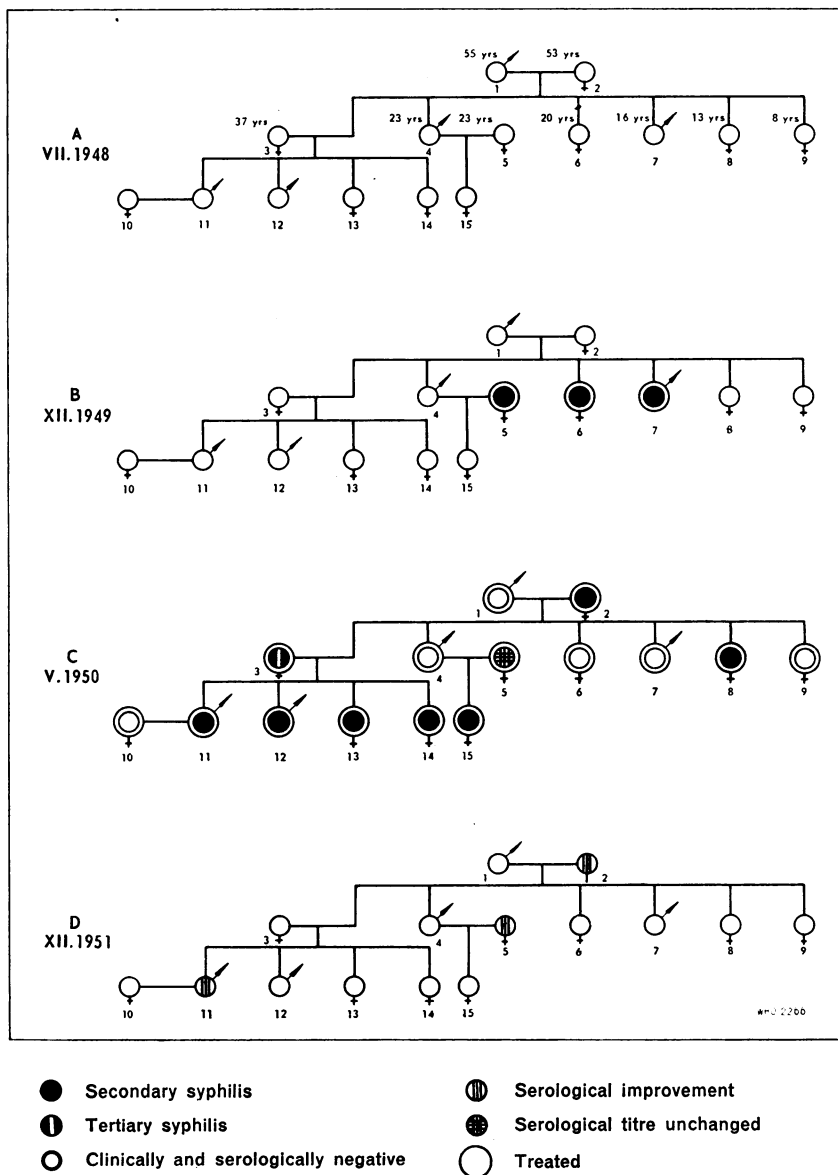 55 yrs 53 yrs
1 2
37 yrs 23 yrs 23 yrs 20 yrs 16 yrs 13 yrs 8 yrs
A
VII.1948
3 4 5 6 7 8 9
10 11 12 13 14 15
1 2
B
XII.1949
3 4 5 6 7 8 9
10 11 12 13 14 15
1 2
C
V.1950
3 4 5 6 7 8 9
10 11 12 13 14 15
1 2
D
XII.1951
3 4 5 6 7 8 9
10 11 12 13 14 15
WHO 2266
Secondary syphilis
Serological improvement
Tertiary syphilis
Serological titre unchanged
Clinically and serologically negative
Treated